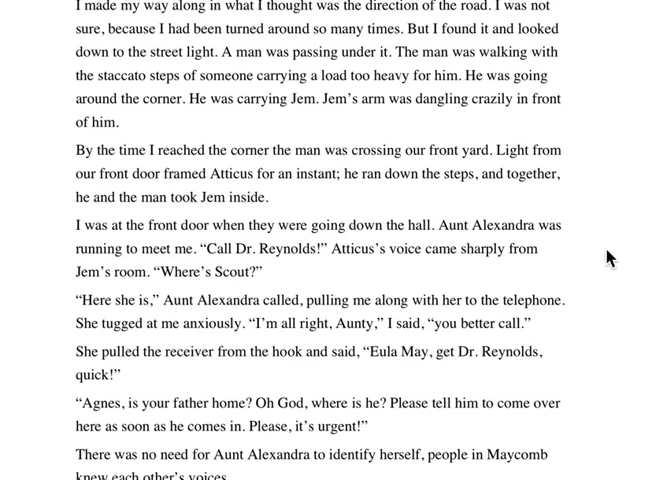 I made my way along in what I thought was the direction of the road. I was not
sure, because I had been turned around so many times. But I found it and looked
down to the street light. A man was passing under it. The man was walking with
the staccato steps of someone carrying a load too heavy for him. He was going
around the corner. He was carrying Jem. Jem’s arm was dangling crazily in front
of him.
By the time I reached the corner the man was crossing our front yard. Light from
our front door framed Atticus for an instant; he ran down the steps, and together,
he and the man took Jem inside.
I was at the front door when they were going down the hall. Aunt Alexandra was
running to meet me. “Call Dr. Reynolds!” Atticus’s voice came sharply from
Jem’s room. “Where’s Scout?”
“Here she is,” Aunt Alexandra called, pulling me along with her to the telephone.
She tugged at me anxiously. “I’m all right, Aunty,” I said, “you better call.”
She pulled the receiver from the hook and said, “Eula May, get Dr. Reynolds,
quick!”
“Agnes, is your father home? Oh God, where is he? Please tell him to come over
here as soon as he comes in. Please, it’s urgent!”
There was no need for Aunt Alexandra to identify herself, people in Maycomb
knew each other’s voices.